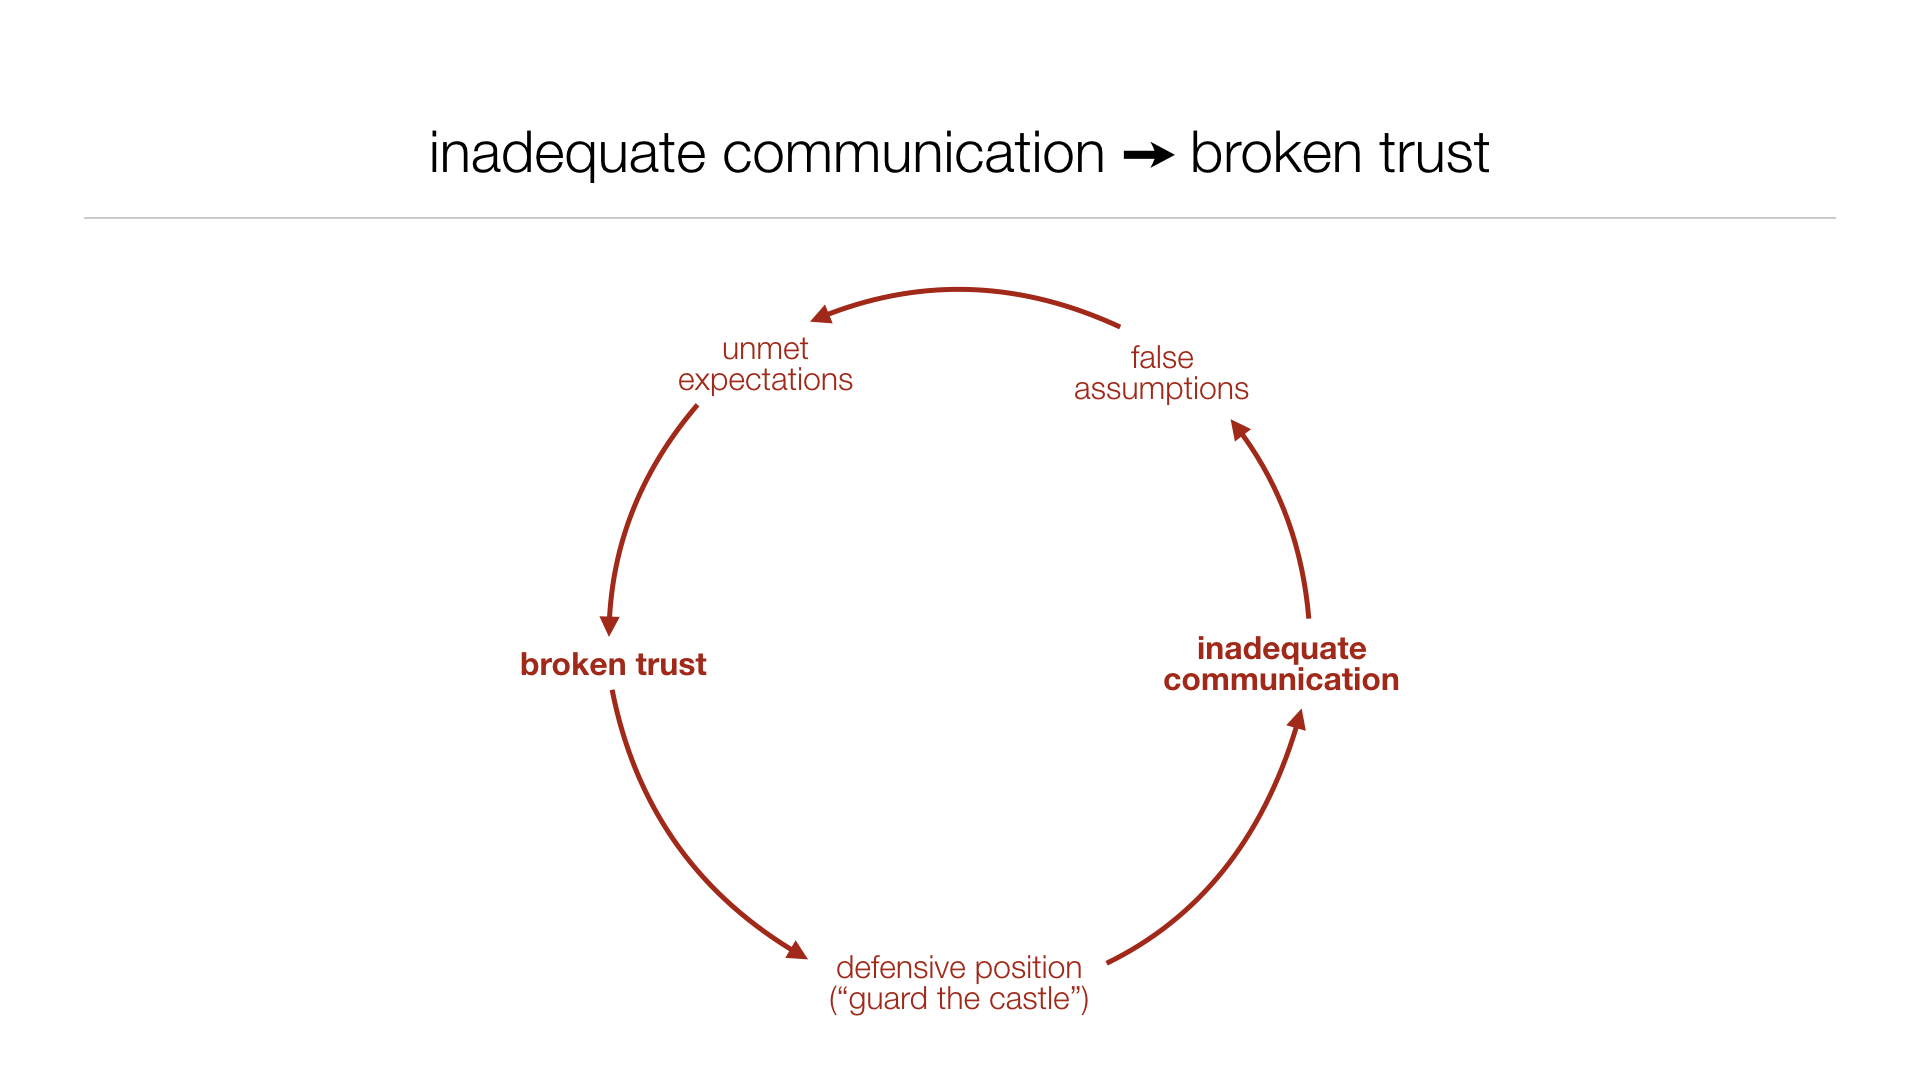 inadequate communication ➞ broken trust
unmet
expectations
false
assumptions
broken trust
inadequate
communication
defensive position
(“guard the castle”)